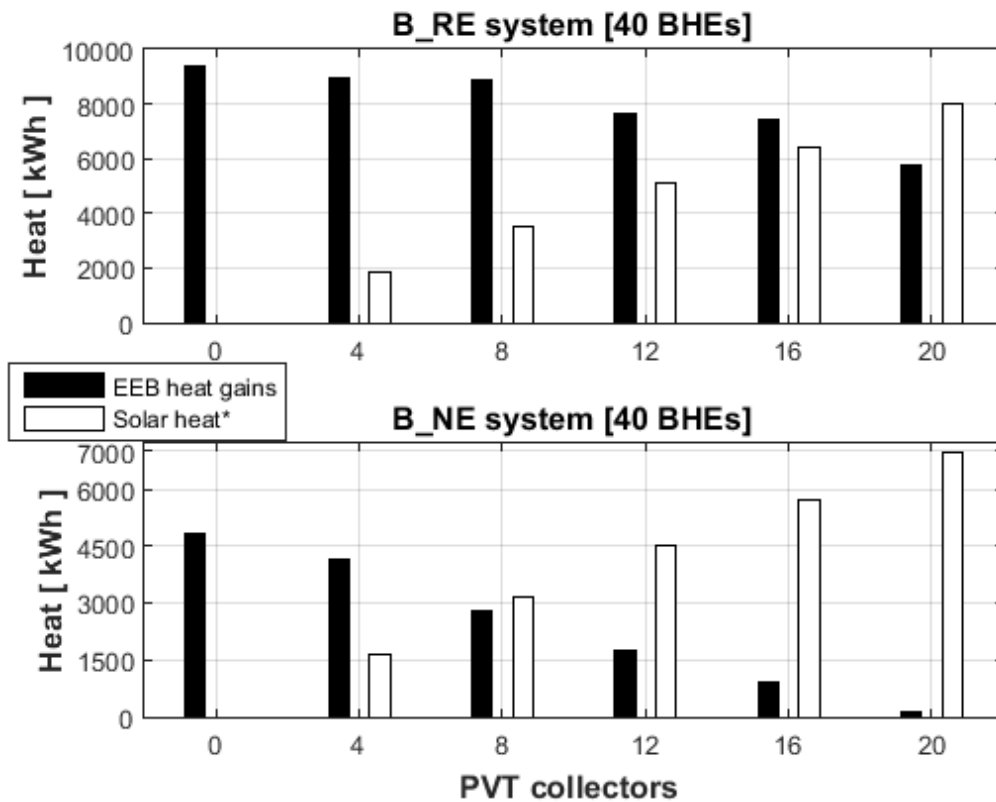 B_RE system [40 BHEs]
Heat [ kWh ]
10000
8000
6000
4000
2000
0
0 4 8 12 16 20
EEB heat gains
Solar heat*
B_NE system [40 BHEs]
Heat [ kWh ]
7000
6000
4500
3000
1500
0
0 4 8 12 16 20
PVT collectors